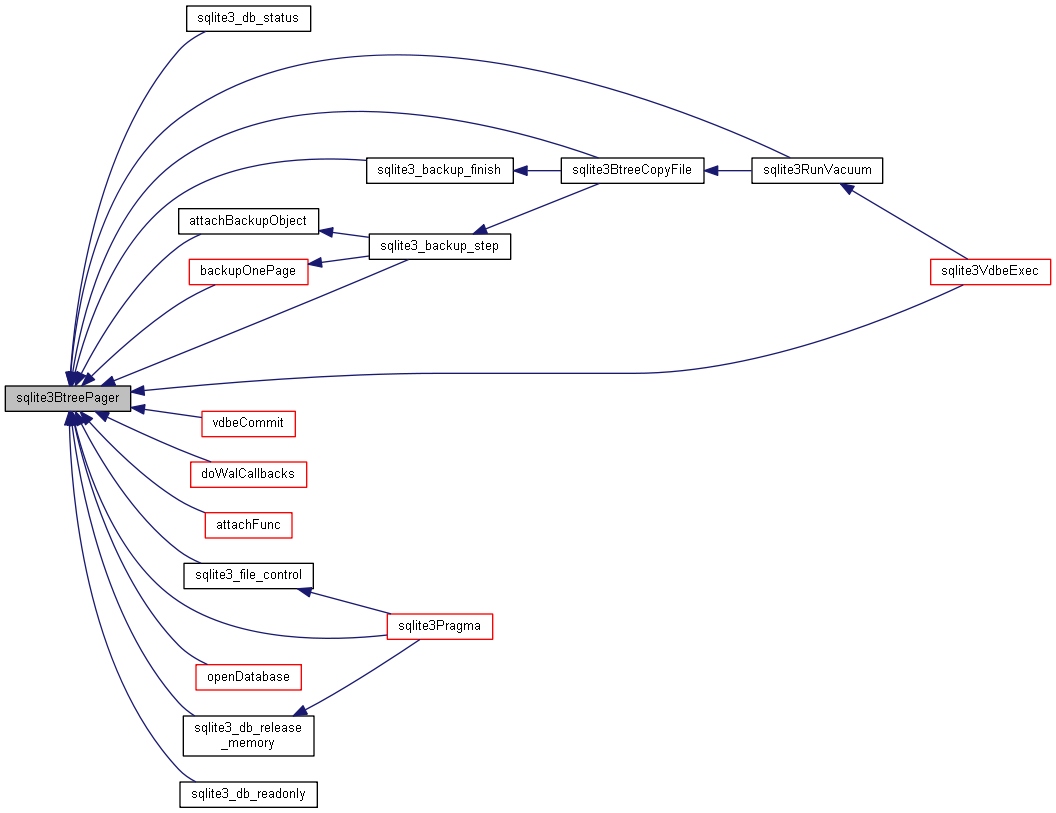 sqlite3_db_status
sqlite3_backup_finish
sqlite3BtreeCopyFile
sqlite3RunVacuum
attachBackupObject
sqlite3_backup_step
backupOnePage
sqlite3VdbeExec
sqlite3BtreePager
vdbeCommit
doWalCallbacks
attachFunc
sqlite3_file_control
sqlite3Pragma
openDatabase
sqlite3_db_release
_memory
sqlite3_db_readonly